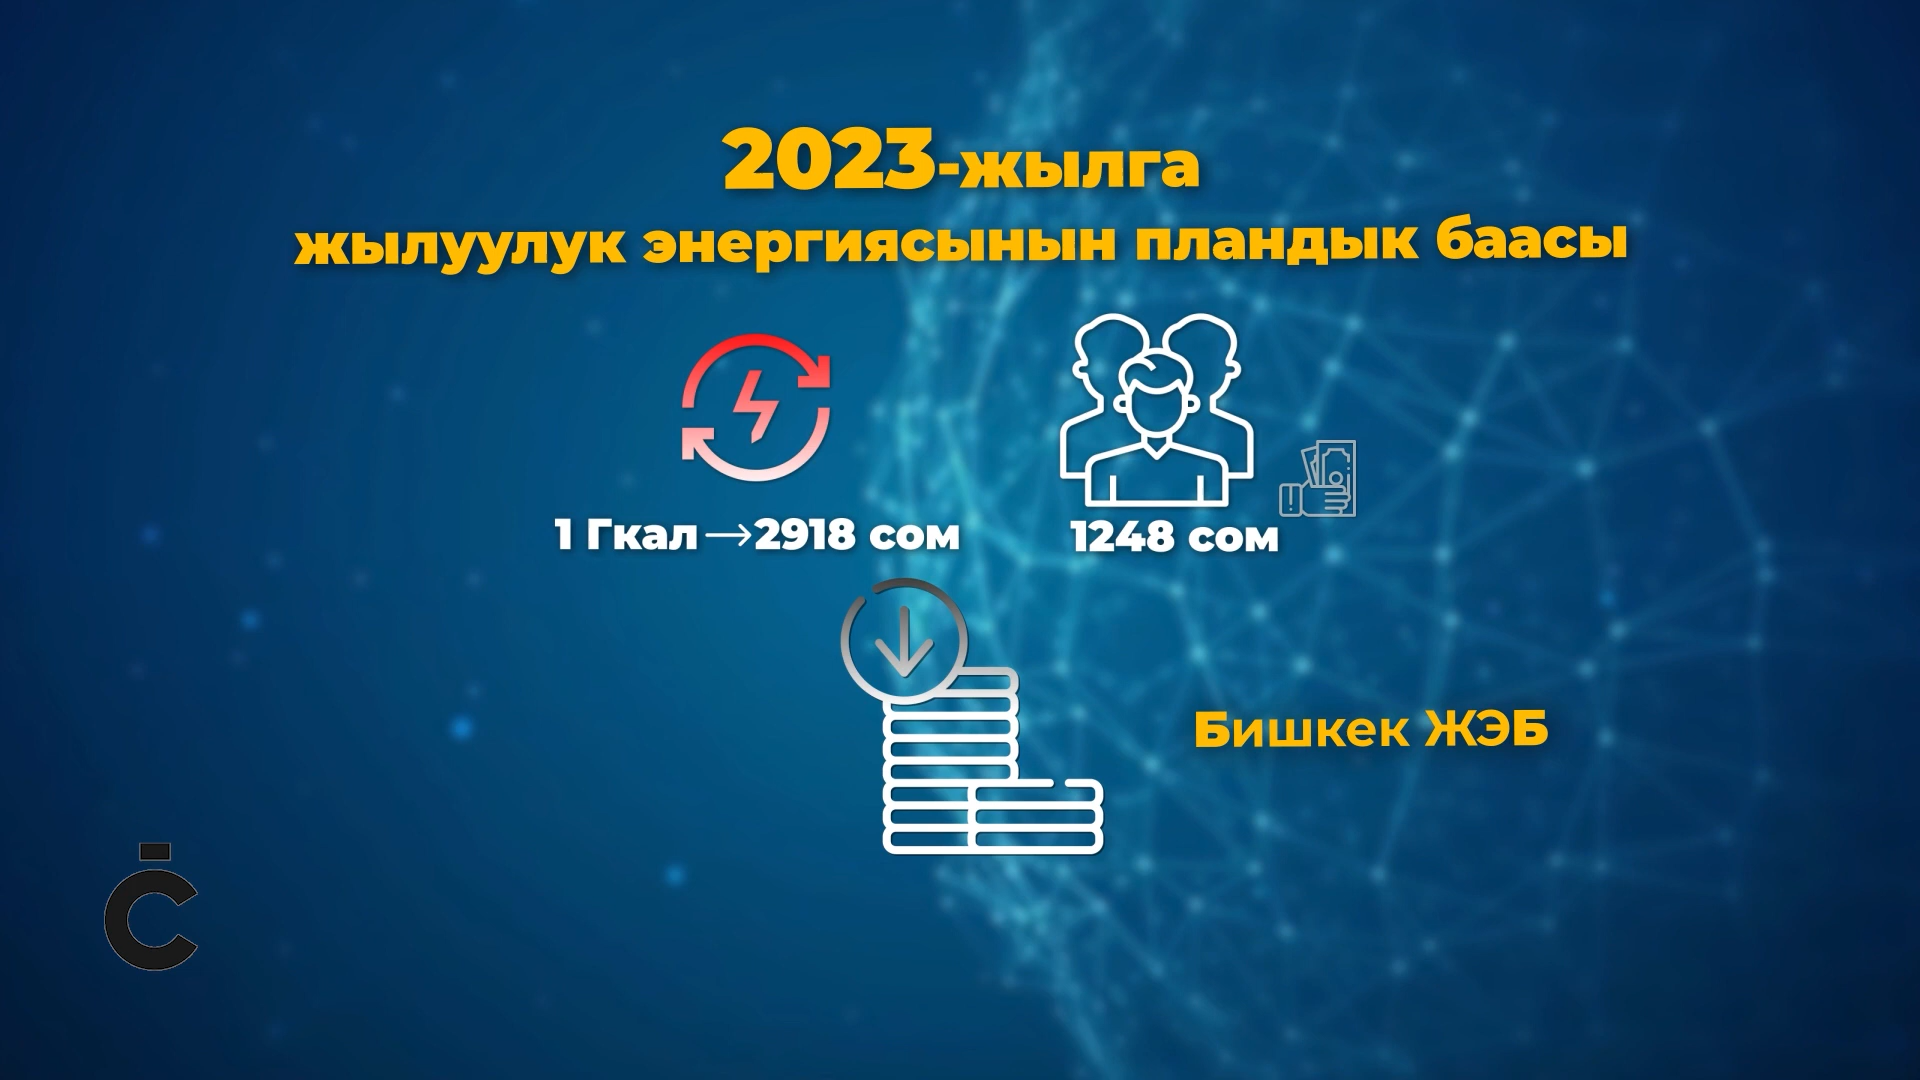 2023-жылга
жылуулук энергиясынын пландык баасы
1 Гкал→2918 сом
1248 сом
Бишкек ЖЭБ